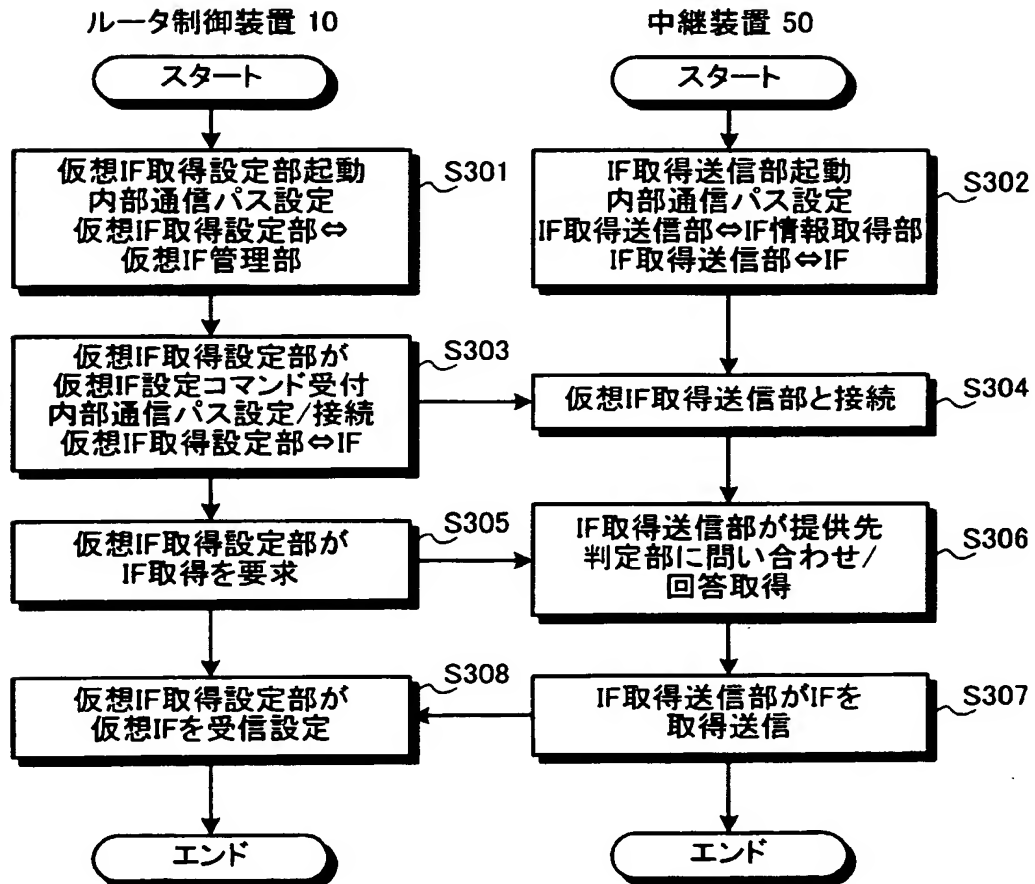 ルータ制御装置 10
中継装置 50
スタート
スタート
仮想IF取得設定部起動
内部通信パス設定
仮想IF取得設定部⇔
仮想IF管理部
S301
IF取得送信部起動
内部通信パス設定
IF取得送信部⇔IF情報取得部
IF取得送信部⇔IF
S302
仮想IF取得設定部が
仮想IF設定コマンド受付
内部通信パス設定/接続
仮想IF取得設定部⇔IF
S303
仮想IF取得送信部と接続
S304
仮想IF取得設定部が
IF取得を要求
S305
IF取得送信部が提供先
判定部に問い合わせ/
回答取得
S306
仮想IF取得設定部が
仮想IFを受信設定
S308
IF取得送信部がIFを
取得送信
S307
エンド
エンド